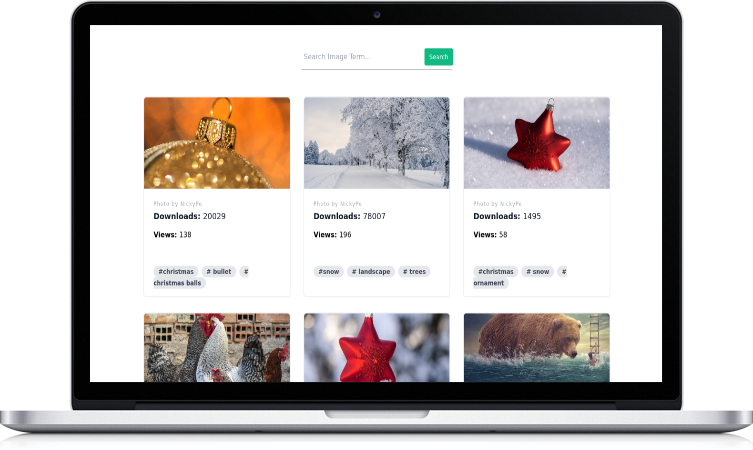 Search Image Term...
Search
Photo by NickyPe
Downloads: 20029
Views: 138
#christmas # bullet #
christmas balls
Photo by NickyPe
Downloads: 78007
Views: 196
#snow # landscape # trees
Photo by NickyPe
Downloads: 1495
Views: 58
#christmas # snow #
ornament